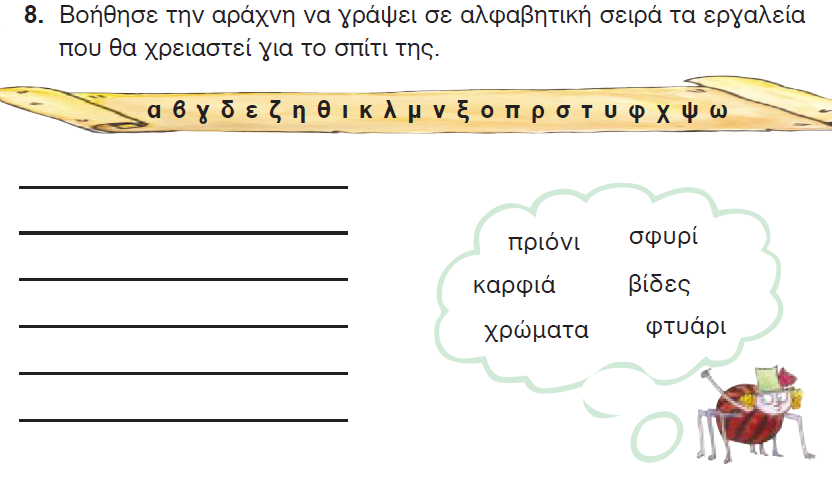 8. Βοήθησε την αράχνη να γράψει σε αλφαβητική σειρά τα εργαλεία
που θα χρειαστεί για το σπίτι της.
α β γ δ ε ζ η θ ι κ λ μ ν ξ ο π ρ σ τ υ φ χ ψ ω
πριόνι σφυρί
καρφιά βίδες
χρώματα φτυάρι